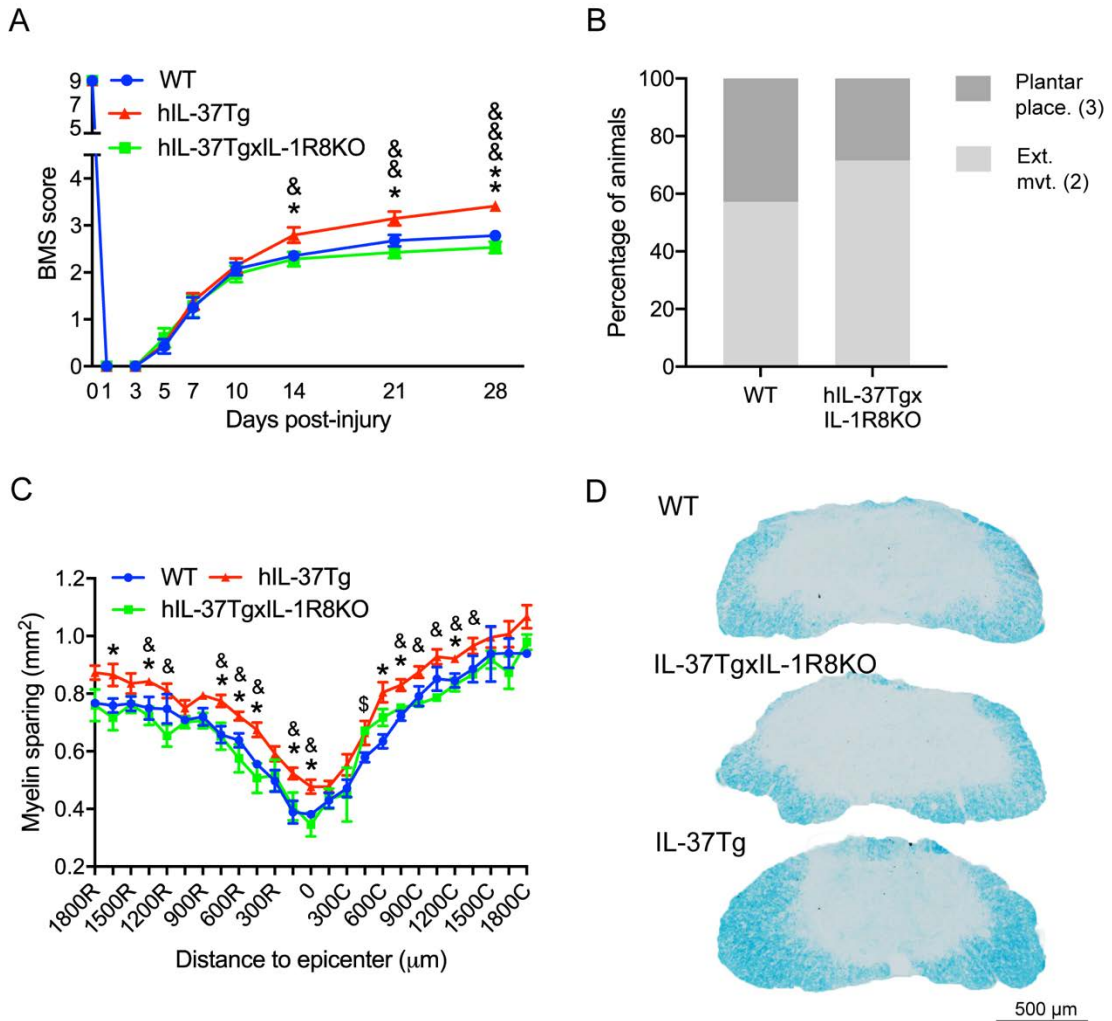 A
WT
hIL-37Tg
hIL-37TgxIL-1R8KO
BMS score
9
7
5
4
3
2
1
0
& *
& & *
& & & * *
0 1 3 5 7 10 14 21 28
Days post-injury
B
Percentage of animals
100
80
60
40
20
0
WT
hIL-37Tgx
IL-1R8KO
Plantar
place. (3)
Ext.
mvt. (2)
C
WT hIL-37Tg
hIL-37TgxIL-1R8KO
Myelin sparing (mm²)
1.2
1.0
0.8
0.6
0.4
0.2
* & * & & * & * & * & * & * $ * & * & & & * &
1800R 1500R 1200R 900R 600R 300R 0 300C 600C 900C 1200C 1500C 1800C
Distance to epicenter (μm)
D
WT
IL-37TgxIL-1R8KO
IL-37Tg
500 μm